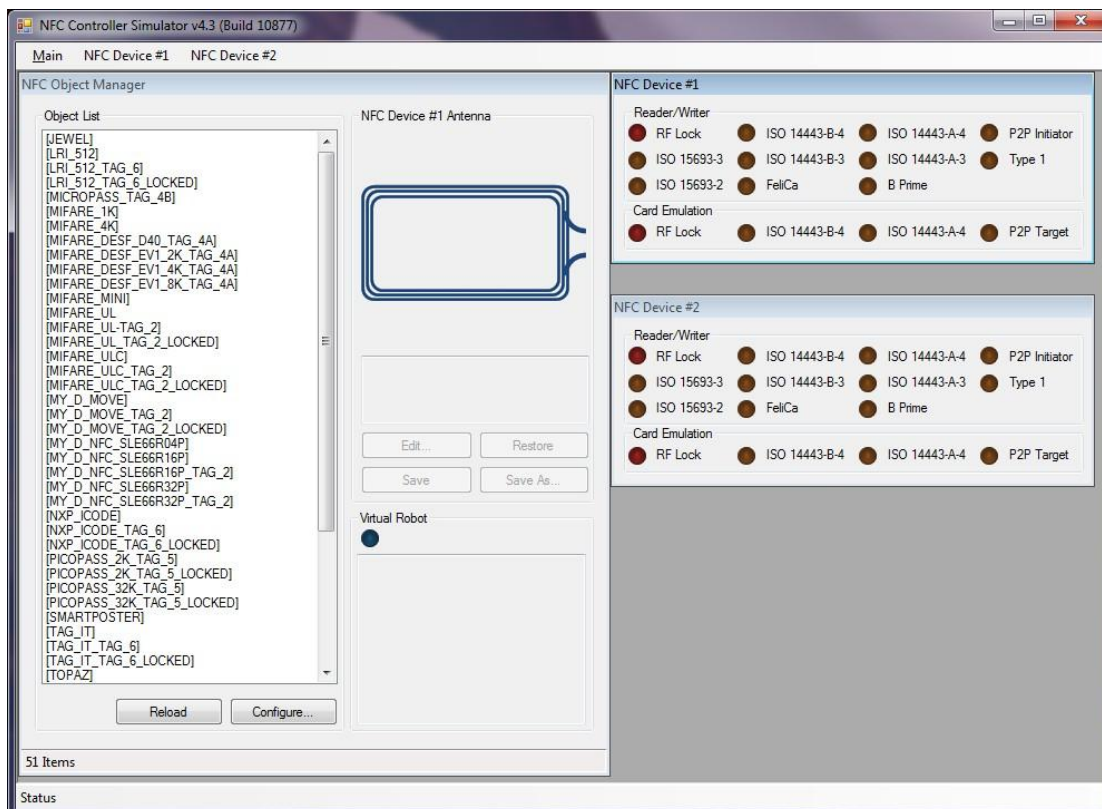 NFC Controller Simulator v4.3 (Build 10877)
Main NFC Device #1 NFC Device #2
NFC Object Manager
Object List
[JEWEL]
[LRI_512]
[LRI_512_TAG_6]
[LRI_512_TAG_6_LOCKED]
[MICROPASS_TAG_4B]
[MIFARE_1K]
[MIFARE_4K]
[MIFARE_DESF_D40_TAG_4A]
[MIFARE_DESF_EV1_2K_TAG_4A]
[MIFARE_DESF_EV1_4K_TAG_4A]
[MIFARE_DESF_EV1_8K_TAG_4A]
[MIFARE_MINI]
[MIFARE_UL
[MIFARE_UL-TAG_2]
[MIFARE_UL_TAG_2_LOCKED]
[MIFARE_ULC]
[MIFARE_ULC_TAG_2]
[MIFARE_ULC_TAG_2_LOCKED]
[MY_D_MOVE]
[MY_D_MOVE_TAG_2]
[MY_D_MOVE_TAG_2_LOCKED]
[MY_D_NFC_SLE66R04P]
[MY_D_NFC_SLE66R16P]
[MY_D_NFC_SLE66R16P_TAG_2]
[MY_D_NFC_SLE66R32P]
[MY_D_NFC_SLE66R32P_TAG_2]
[NXP_ICODE]
[NXP_ICODE_TAG_6]
[NXP_ICODE_TAG_6_LOCKED]
[PICOPASS_2K_TAG_5]
[PICOPASS_2K_TAG_5_LOCKED]
[PICOPASS_32K_TAG_5]
[PICOPASS_32K_TAG_5_LOCKED]
[SMARTPOSTER]
[TAG_IT]
[TAG_IT_TAG_6]
[TAG_IT_TAG_6_LOCKED]
[TOPAZ]
Reload Configure...
51 Items
NFC Device #1 Antenna
Edit... Restore
Save Save As...
Virtual Robot
NFC Device #1
Reader/Writer
RF Lock ISO 14443-B-4 ISO 14443-A-4 P2P Initiator
ISO 15693-3 ISO 14443-B-3 ISO 14443-A-3 Type 1
ISO 15693-2 FeliCa B Prime
Card Emulation
RF Lock ISO 14443-B-4 ISO 14443-A-4 P2P Target
NFC Device #2
Reader/Writer
RF Lock ISO 14443-B-4 ISO 14443-A-4 P2P Initiator
ISO 15693-3 ISO 14443-B-3 ISO 14443-A-3 Type 1
ISO 15693-2 FeliCa B Prime
Card Emulation
RF Lock ISO 14443-B-4 ISO 14443-A-4 P2P Target
Status